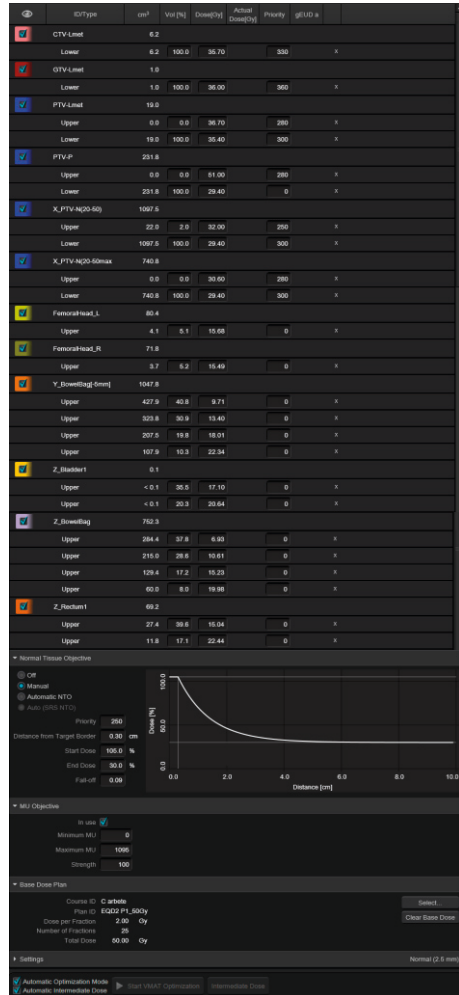 ID/Type cm³ Vol [%] Dose[Gy] Actual Dose[Gy] Priority gEUD a
CTV-Lmet 6.2
Lower 6.2 100.0 35.70 330 x
GTV-Lmet 1.0
Lower 1.0 100.0 36.00 360 x
PTV-Lmet 19.0
Upper 0.0 0.0 36.70 280 x
Lower 19.0 100.0 35.40 300 x
PTV-P 231.8
Upper 0.0 0.0 51.00 280 x
Lower 231.8 100.0 29.40 0 x
X_PTV-N(20-50) 1097.5
Upper 22.0 2.0 32.00 250 x
Lower 1097.5 100.0 29.40 300 x
X_PTV-N(20-50max 740.8
Upper 0.0 0.0 30.60 280 x
Lower 740.8 100.0 29.40 300 x
FemoralHead_L 80.4
Upper 4.1 5.1 15.68 0 x
FemoralHead_R 71.8
Upper 3.7 5.2 15.49 0 x
Y_BowelBag[-5mm] 1047.8
Upper 427.9 40.8 9.71 0 x
Upper 323.8 30.9 13.40 0 x
Upper 207.5 19.8 18.01 0 x
Upper 107.9 10.3 22.34 0 x
Z_Bladder1 0.1
Upper < 0.1 35.5 17.10 0 x
Upper < 0.1 20.3 20.64 0 x
Z_BowelBag 752.3
Upper 284.4 37.8 6.93 0 x
Upper 215.0 28.6 10.61 0 x
Upper 129.4 17.2 15.23 0 x
Upper 60.0 8.0 19.98 0 x
Z_Rectum1 69.2
Upper 27.4 39.6 15.04 0 x
Upper 11.8 17.1 22.44 0 x
Normal Tissue Objective
Off
Manual
Automatic NTO
Auto (SRS NTO)
Priority 250
Distance from Target Border 0.30 cm
Start Dose 105.0 %
End Dose 30.0 %
Fall-off 0.09
Dose [%]
100.0
50.0
0.0
0.0 2.0 4.0 6.0 8.0 10.0
Distance [cm]
MU Objective
In use
Minimum MU 0
Maximum MU 1095
Strength 100
Base Dose Plan
Course ID C arbete
Plan ID EQD2 P1_50Gy
Dose per Fraction 2.00 Gy
Number of Fractions 25
Total Dose 50.00 Gy
Select...
Clear Base Dose
Settings Normal (2.5 mm)
Automatic Optimization Mode
Automatic Intermediate Dose
Start VMAT Optimization
Intermediate Dose